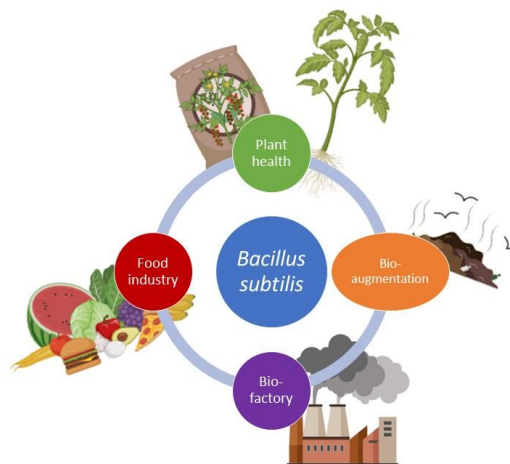 Plant
health
Food
industry
Bacillus
subtilis
Bio-
augmentation
Bio-
factory